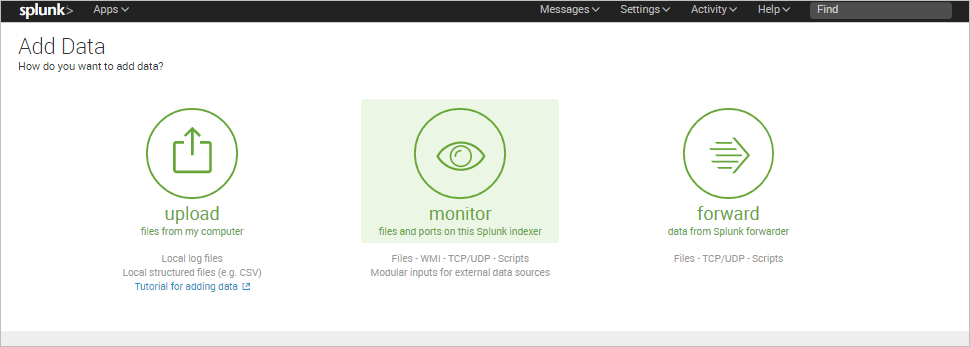 splunk> Apps Messages Settings Activity Help Find
Add Data
How do you want to add data?
upload
files from my computer
Local log files
Local structured files (e.g. CSV)
Tutorial for adding data
monitor
files and ports on this Splunk indexer
Files - WMI - TCP/UDP - Scripts
Modular inputs for external data sources
forward
data from Splunk forwarder
Files - TCP/UDP - Scripts